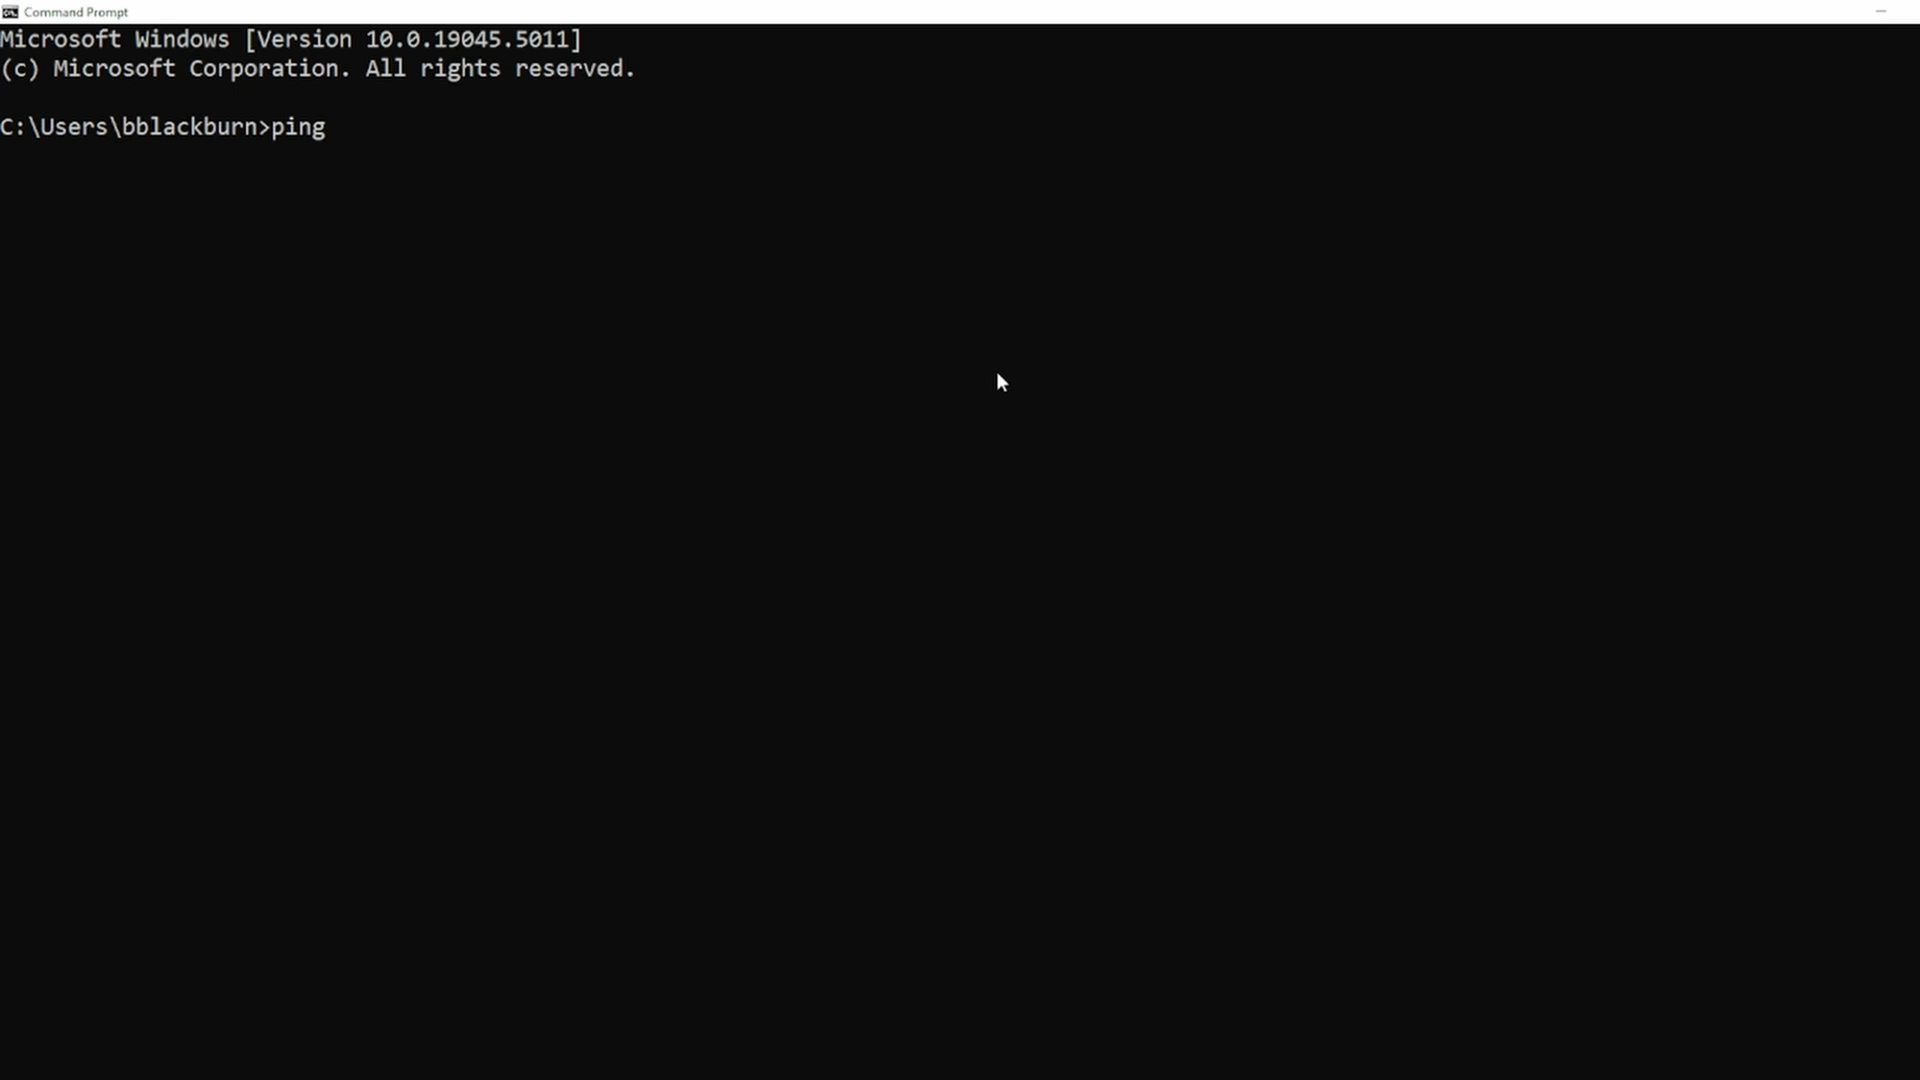 Command Prompt
Microsoft Windows [Version 10.0.19045.5011]
(c) Microsoft Corporation. All rights reserved.
C:\Users\bblackburn>ping